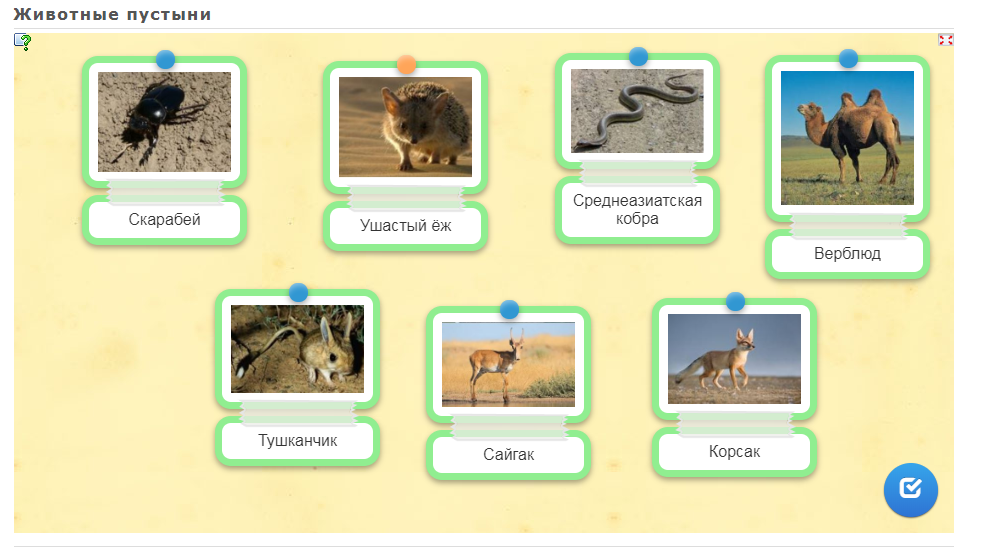 Животные пустыни
Скарабей
Ушастый ёж
Среднеазиатская
кобра
Верблюд
Тушканчик
Сайгак
Корсак